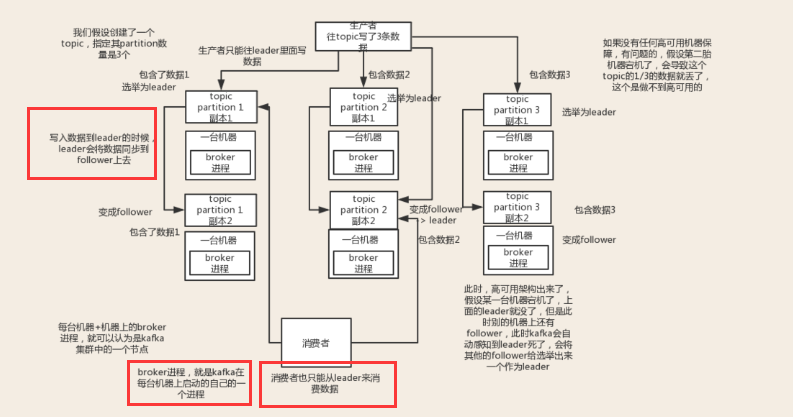 生产者
往topic写了3条数
据
我们假设创建了一个
topic，指定其partition数
量是3个
生产者只能往leader里面写
数据
如果没有任何高可用机器保
障，有问题的，假设第二胎
机器宕机了，会导致这个
topic的1/3的数据就丢了，
这个是做不到高可用的
包含了数据1
选举为leader
包含数据2
选举为leader
包含数据3
topic
partition 1
副本1
topic
partition 2
副本1
topic
partition 3
副本1
选举为leader
写入数据到leader的时候，
leader会将数据同步到
follower上去
一台机器
broker
进程
一台机器
broker
进程
一台机器
broker
进程
变成follower
topic
partition 1
副本2
包含了数据1
topic
partition 2
副本2
变成follower
> leader
topic
partition 3
副本2
包含数据3
一台机器
broker
进程
一台机器
broker
进程
包含数据2
一台机器
broker
进程
变成follower
此时，高可用架构出来了，
假设某一台机器宕机了，上
面的leader就没了，但是此
时别的机器上还有
follower，此时kafka会自
动感知到leader死了，会将
其他的follower给选举出来
一个作为leader
每台机器+机器上的broker
进程，就可以认为是kafka
集群中的一个节点
消费者
broker进程，就是kafka在
每台机器上启动的自己的一
个进程
消费者也只能从leader来消
费数据